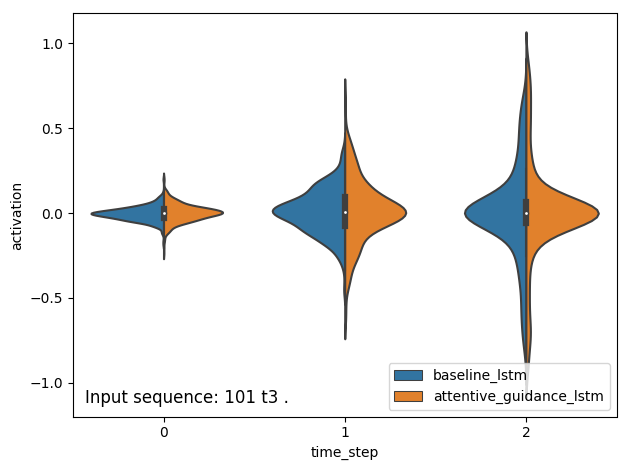 1.0
0.5
0.0
−0.5
−1.0
activation
Input sequence: 101 t3 .
baseline_lstm
attentive_guidance_lstm
0 1 2
time_step